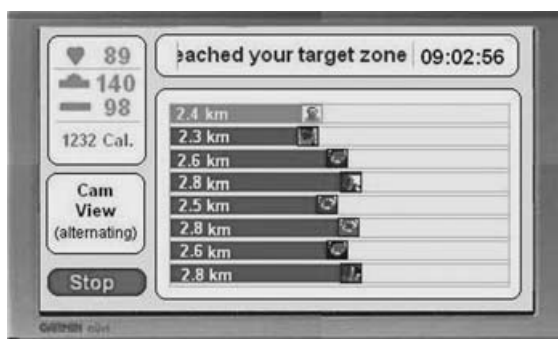 89
140
98
1232 Cal.
eached your target zone
09:02:56
2.4 km
2.3 km
2.6 km
2.8 km
2.5 km
2.8 km
2.6 km
2.8 km
Cam
View
(alternating)
Stop
GARMIN